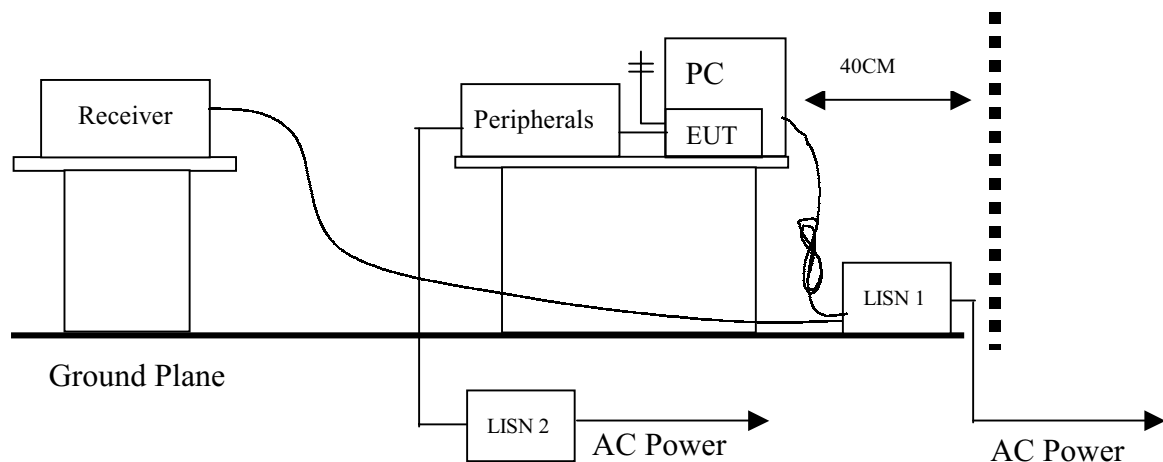 PC
40CM
Receiver
Peripherals
EUT
LISN 1
Ground Plane
LISN 2
AC Power
AC Power